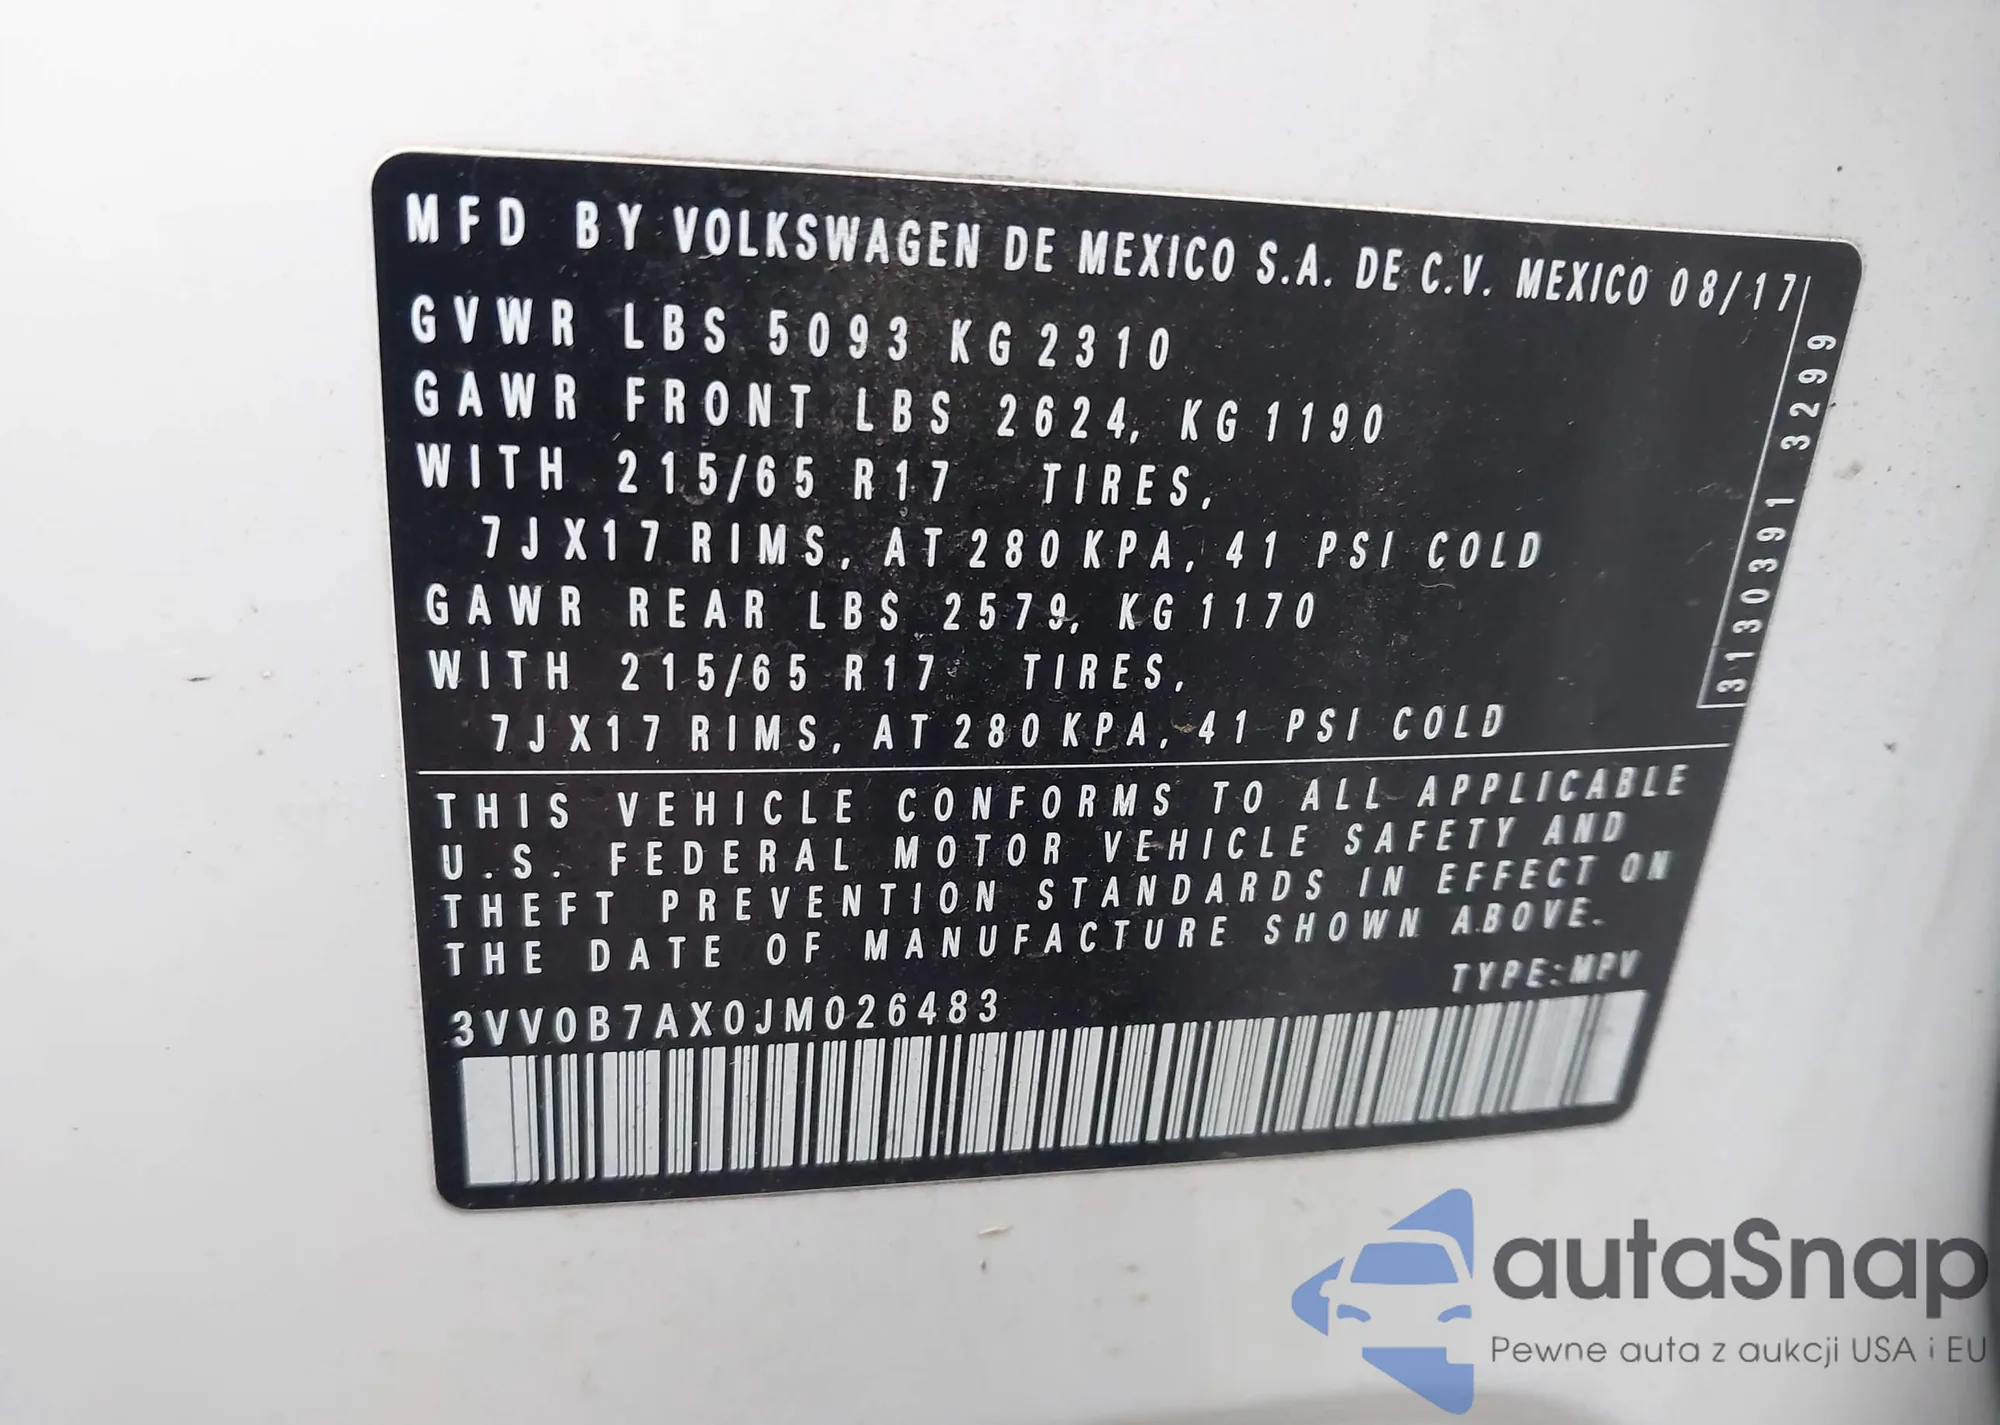 MFD BY VOLKSWAGEN DE MEXICO S.A. DE C.V. MEXICO 08/17
GVWR LBS 5093 KG 2310
GAWR FRONT LBS 2624, KG 1190
WITH 215/65 R17 TIRES,
7JX17 RIMS, AT 280 KPA, 41 PSI COLD
GAWR REAR LBS 2579, KG 1170
WITH 215/65 R17 TIRES,
7JX17 RIMS, AT 280 KPA, 41 PSI COLD
3130391 3299
THIS VEHICLE CONFORMS TO ALL APPLICABLE
U.S. FEDERAL MOTOR VEHICLE SAFETY AND
THEFT PREVENTION STANDARDS IN EFFECT ON
THE DATE OF MANUFACTURE SHOWN ABOVE.
TYPE:MPV
3VV0B7AX0JM026483
autaSnap
Pewne auta z aukcji USA i EU